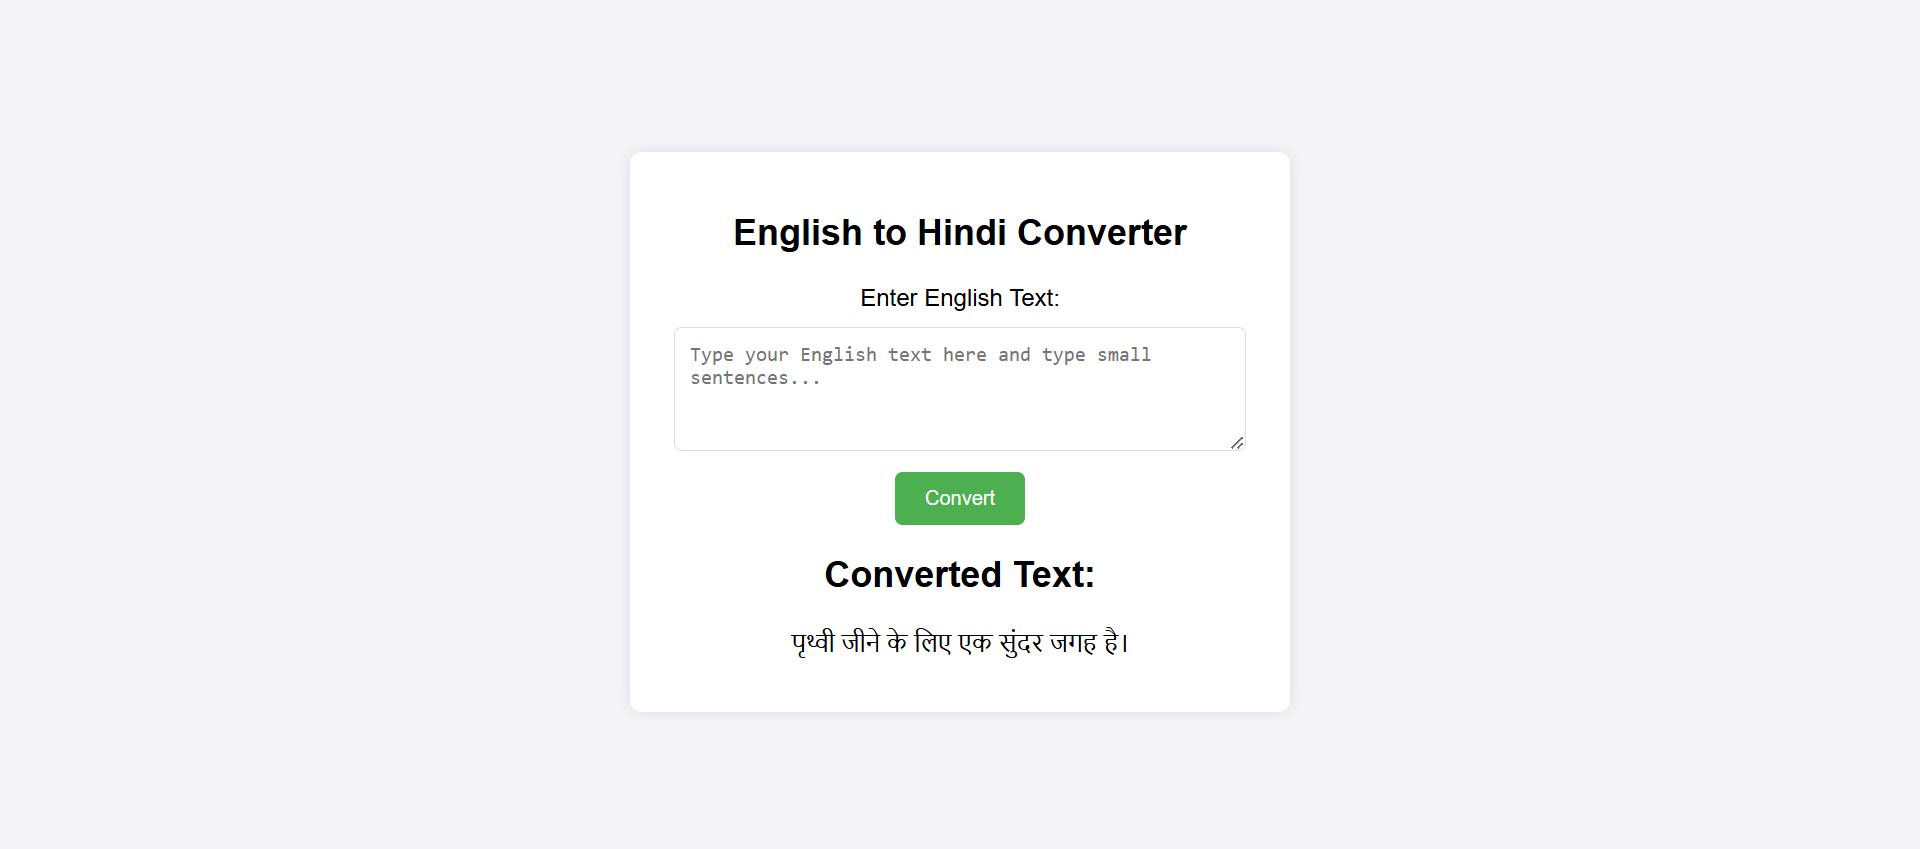 English to Hindi Converter
Enter English Text:
Type your English text here and type small
sentences...
Convert
Converted Text:
पृथ्वी जीने के लिए एक सुंदर जगह है।